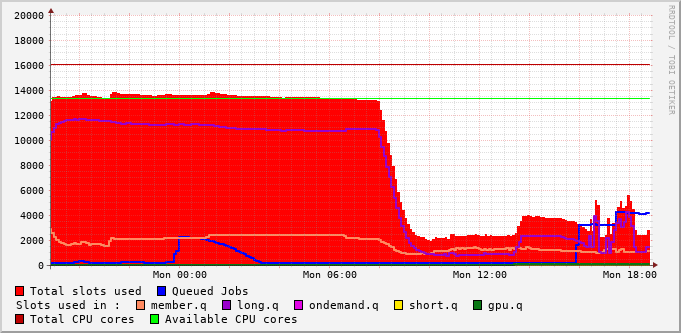 RRDTOOL / TOBI OETIKER
20000
18000
16000
14000
12000
10000
8000
6000
4000
2000
0
Mon 00:00 Mon 06:00 Mon 12:00 Mon 18:00
Total slots used Queued Jobs
Slots used in : member.q long.q ondemand.q short.q gpu.q
Total CPU cores Available CPU cores